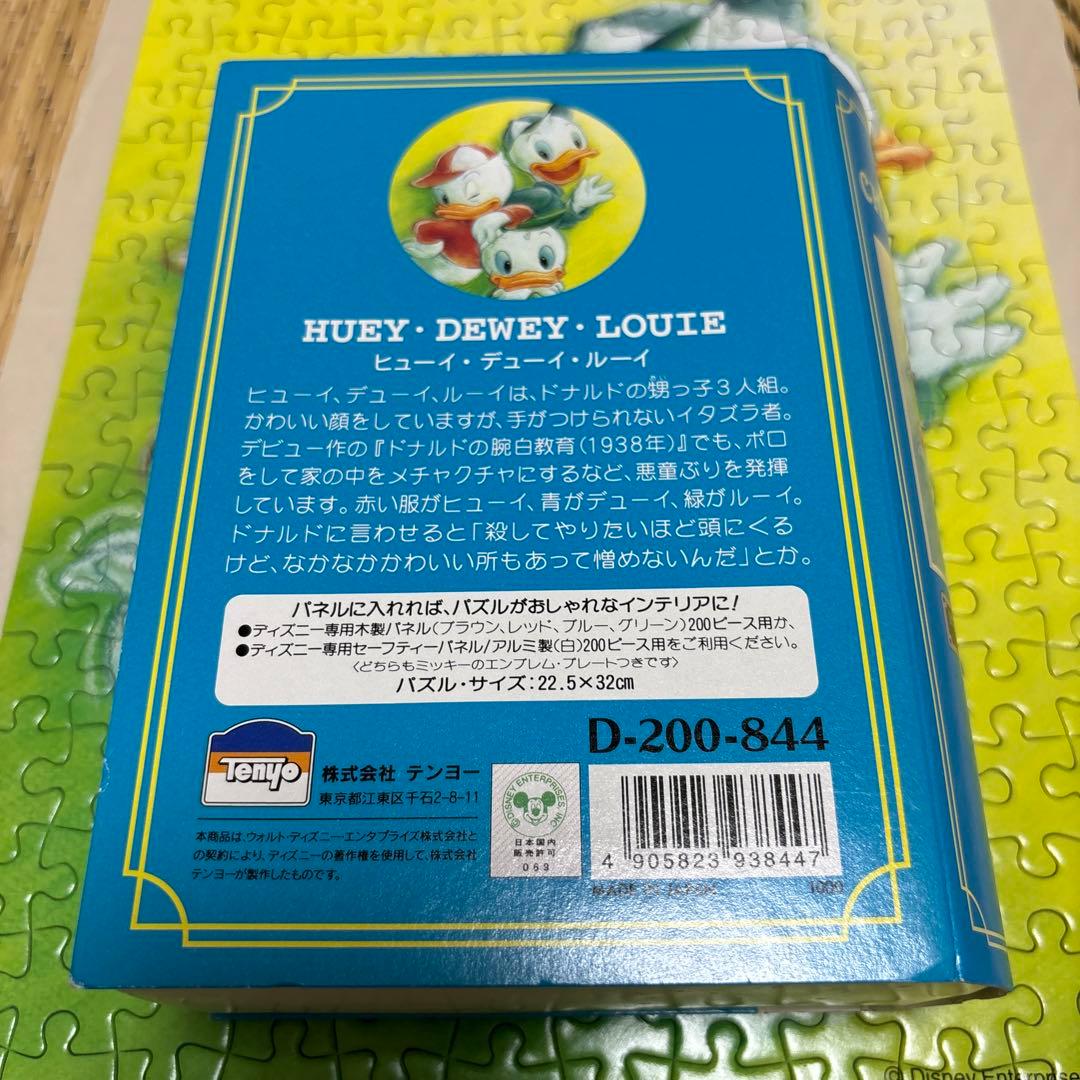 HUEY・DEWEY・LOUIE
ヒューイ・デューイ・ルーイ
ヒューイ、デューイ、ルーイは、ドナルドの甥っ子3人組。
かわいい顔をしていますが、手がつけられないイタズラ者。
デビュー作の『ドナルドの腕白教育(1938年)』でも、ポロ
をして家の中をメチャクチャにするなど、悪童ぶりを発揮
しています。赤い服がヒューイ、青がデューイ、緑がルーイ。
ドナルドに言わせると「殺してやりたいほど頭にくる
けど、なかなかかわいい所もあって憎めないんだ」とか。
パネルに入れれば、パズルがおしゃれなインテリアに!
●ディズニー専用木製パネル(ブラウン、レッド、ブルー、グリーン)200ピース用か、
●ディズニー専用セーフティーパネル/アルミ製(白)200ピース用をご利用ください。
〈どちらもミッキーのエンブレム・プレートつきです〉
パズル・サイズ:22.5×32cm
D-200-844
Tenyo
株式会社 テンヨー
東京都江東区千石2-8-11
本商品は、ウォルト・ディズニー・エンタプライズ株式会社と
の契約により、ディズニーの著作権を使用して、株式会社
テンヨーが製作したものです。
©DISNEY ENTERPRISES, INC
日本国内
販売許可
063
4 905823 938447
MADE IN JAPAN
1000
© Disney Enterprise